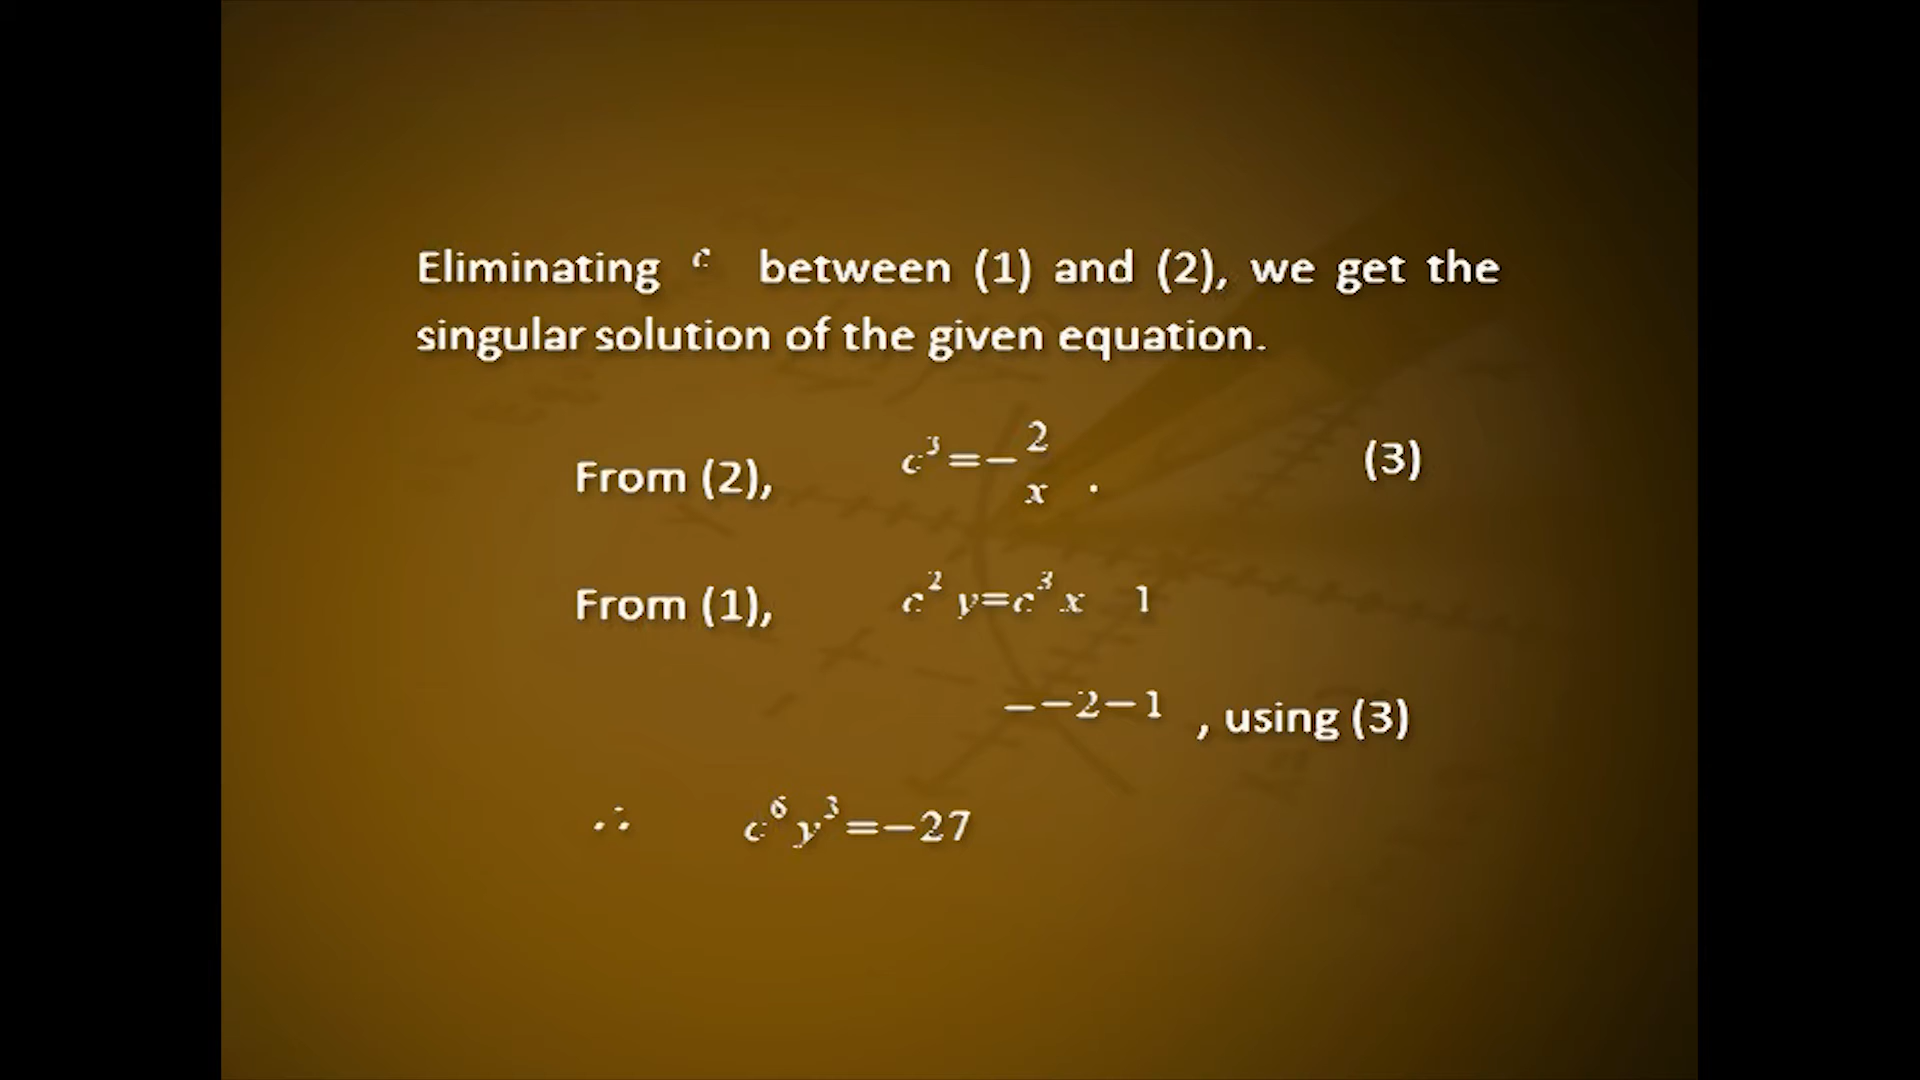 Eliminating c between (1) and (2), we get the
singular solution of the given equation.
From (2), c³ = −2/x . (3)
From (1), c² y = c³ x 1
− −2−1 , using (3)
∴ c⁶ y³ = −27